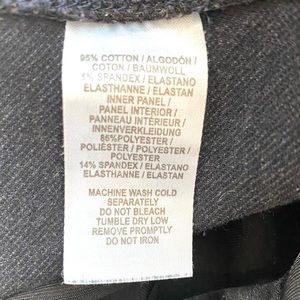 95% COTTON / ALGODÓN /
COTON / BAUMWOLL
5% SPANDEX / ELASTANO
ELASTHANNE / ELASTAN
INNER PANEL /
PANEL INTERIOR /
PANNEAU INTÉRIEUR /
INNENVERKLEIDUNG
86%POLYESTER /
POLIÉSTER / POLYESTER /
POLYESTER
14% SPANDEX / ELASTANO
ELASTHANNE / ELASTAN
MACHINE WASH COLD
SEPARATELY
DO NOT BLEACH
TUMBLE DRY LOW
REMOVE PROMPTLY
DO NOT IRON